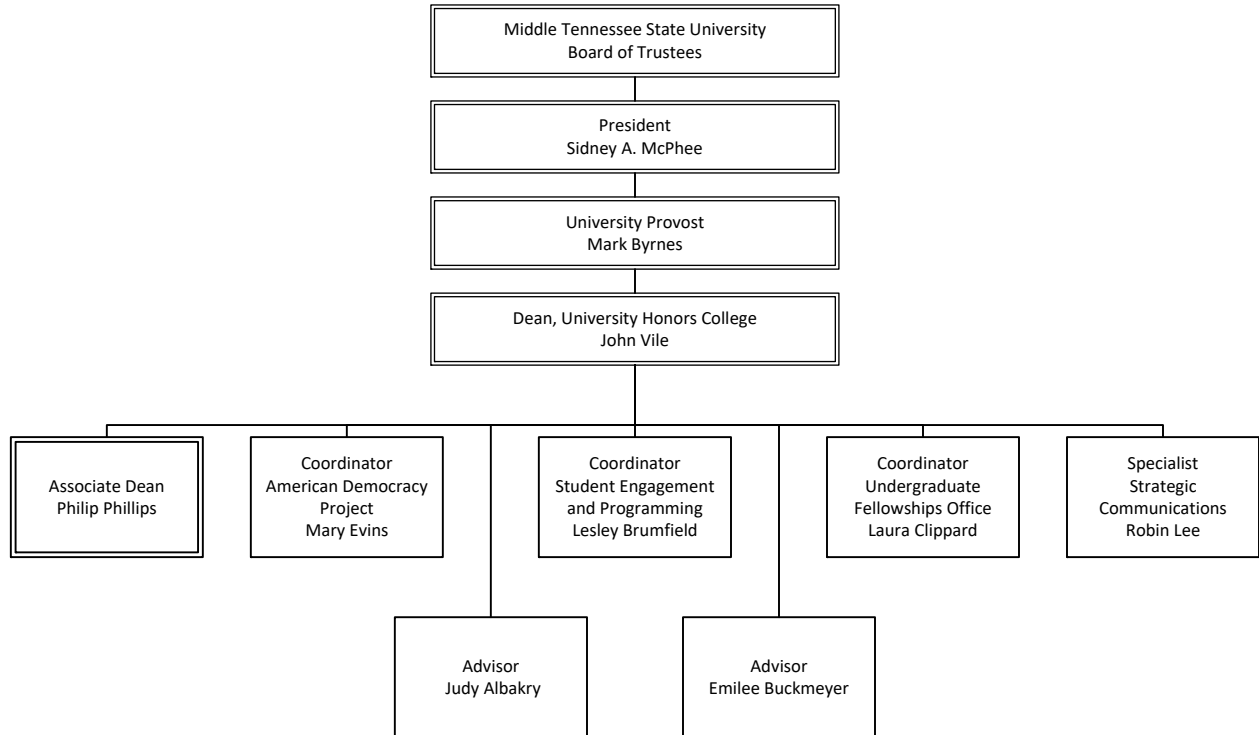 Middle Tennessee State University
Board of Trustees
President
Sidney A. McPhee
University Provost
Mark Byrnes
Dean, University Honors College
John Vile
Associate Dean
Philip Phillips
Coordinator
American Democracy
Project
Mary Evins
Coordinator
Student Engagement
and Programming
Lesley Brumfield
Coordinator
Undergraduate
Fellowships Office
Laura Clippard
Specialist
Strategic
Communications
Robin Lee
Advisor
Judy Albakry
Advisor
Emilee Buckmeyer